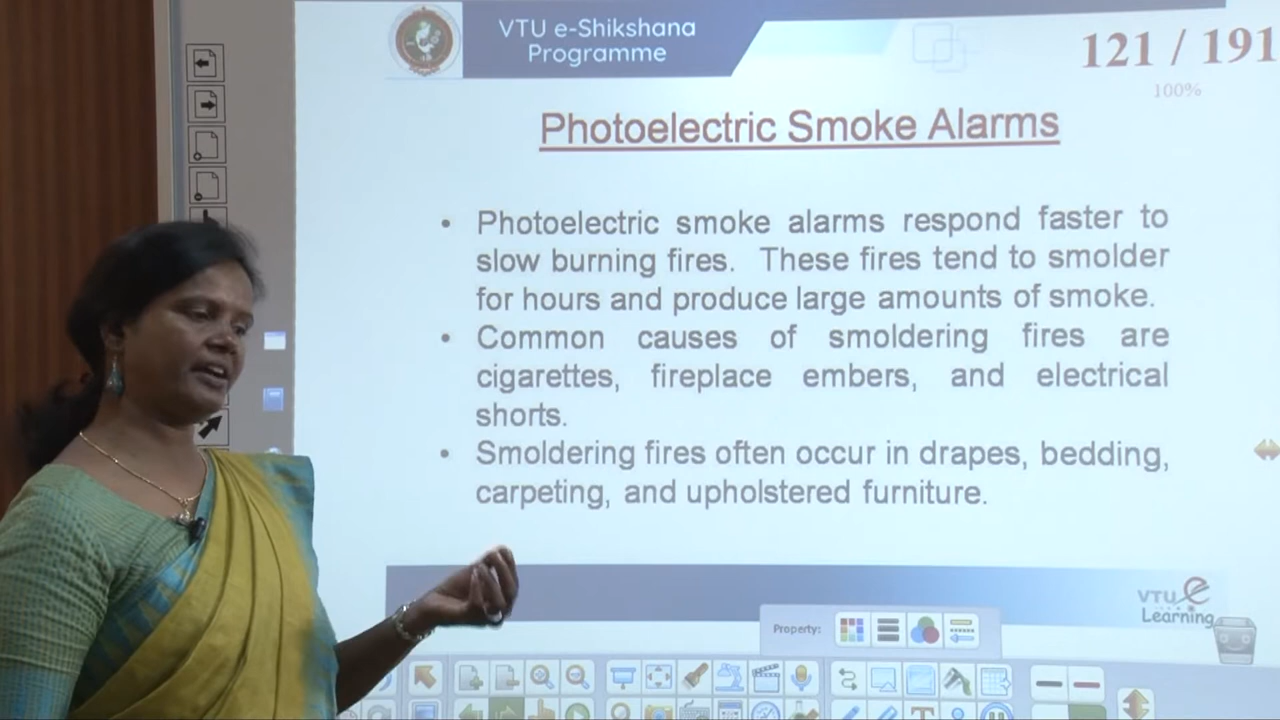 VTU e-Shikshana
Programme
121 / 191
100%
Photoelectric Smoke Alarms
• Photoelectric smoke alarms respond faster to
slow burning fires. These fires tend to smolder
for hours and produce large amounts of smoke.
• Common causes of smoldering fires are
cigarettes, fireplace embers, and electrical
shorts.
• Smoldering fires often occur in drapes, bedding,
carpeting, and upholstered furniture.
VTU e
Learning
Property: